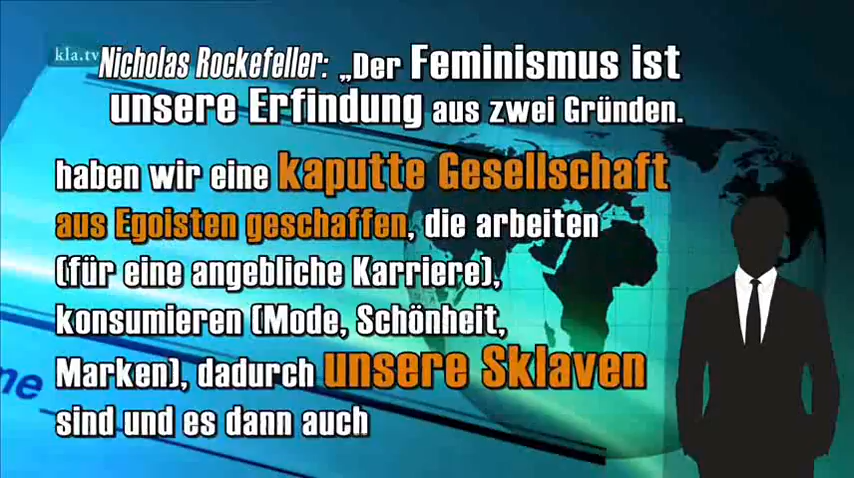 kla.tv
Nicholas Rockefeller: „Der Feminismus ist
unsere Erfindung aus zwei Gründen.
haben wir eine kaputte Gesellschaft
aus Egoisten geschaffen, die arbeiten
(für eine angebliche Karriere),
konsumieren (Mode, Schönheit,
Marken), dadurch unsere Sklaven
sind und es dann auch
ne